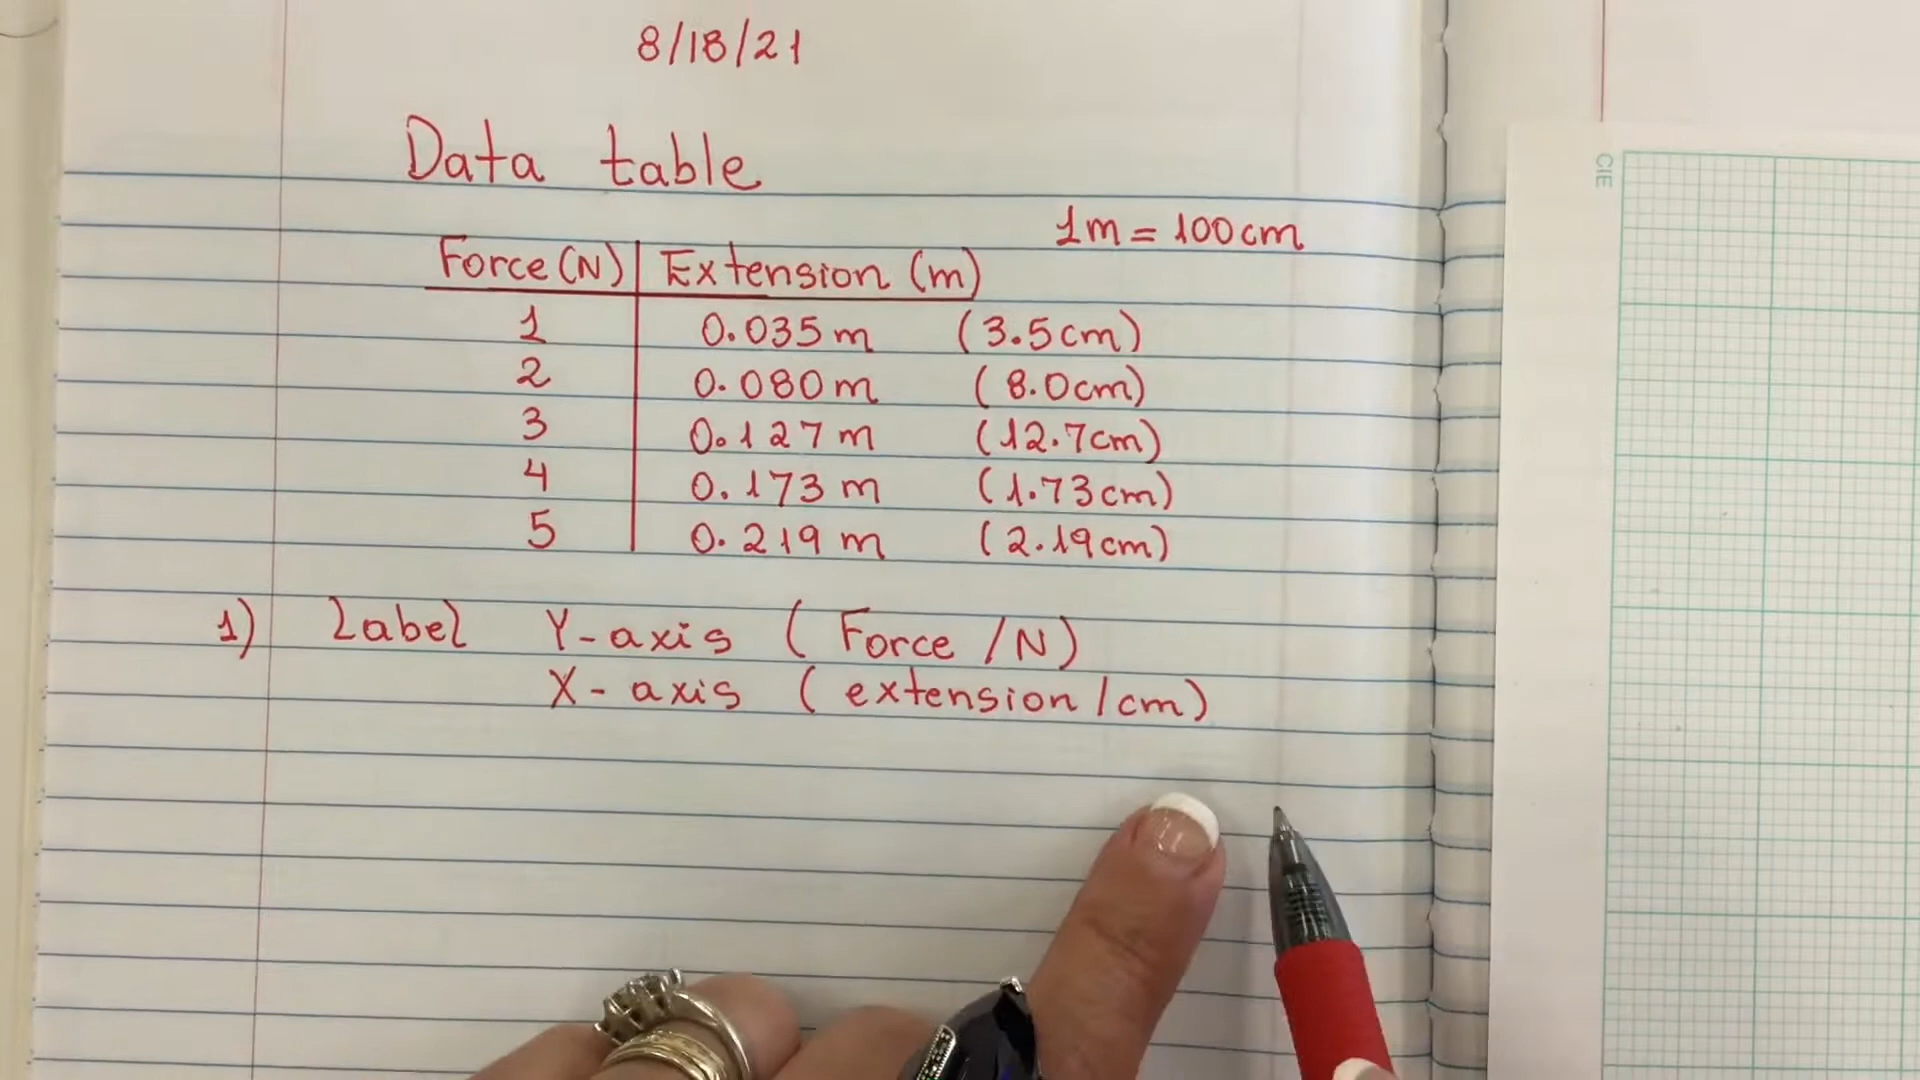 8/18/21
Data table
1m = 100cm
Force (N) Extension (m)
1 0.035 m (3.5cm)
2 0.080 m (8.0cm)
3 0.127 m (12.7cm)
4 0.173 m (1.73cm)
5 0.219 m (2.19cm)
1) Label Y-axis (Force /N)
X-axis (extension/cm)
CIE